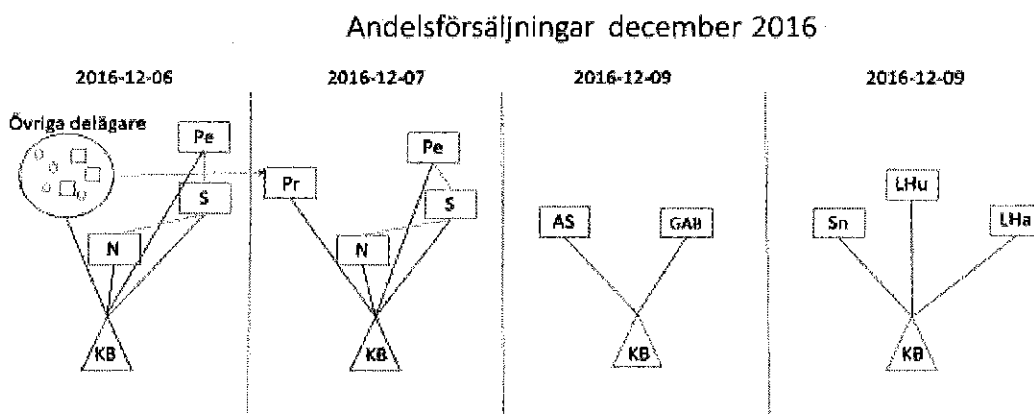 Andelsförsäljningar december 2016
2016-12-06
2016-12-07
2016-12-09
2016-12-09
Övriga delägare
Pe
S
N
KB
Pr
Pe
S
N
KB
AS
GAB
KB
Sn
LHu
LHa
KB